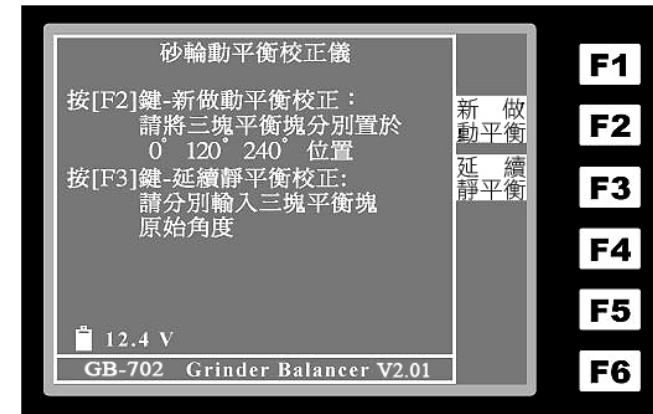 砂輪動平衡校正儀
按[F2]鍵-新做動平衡校正：
請將三塊平衡塊分別置於
0° 120° 240° 位置
按[F3]鍵-延續靜平衡校正:
請分別輸入三塊平衡塊
原始角度
12.4 V
GB-702 Grinder Balancer V2.01
新 做
動平衡
延 續
靜平衡
F1
F2
F3
F4
F5
F6